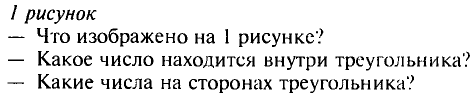 1 рисунок
— Что изображено на 1 рисунке?
— Какое число находится внутри треугольника?
— Какие числа на сторонах треугольника?